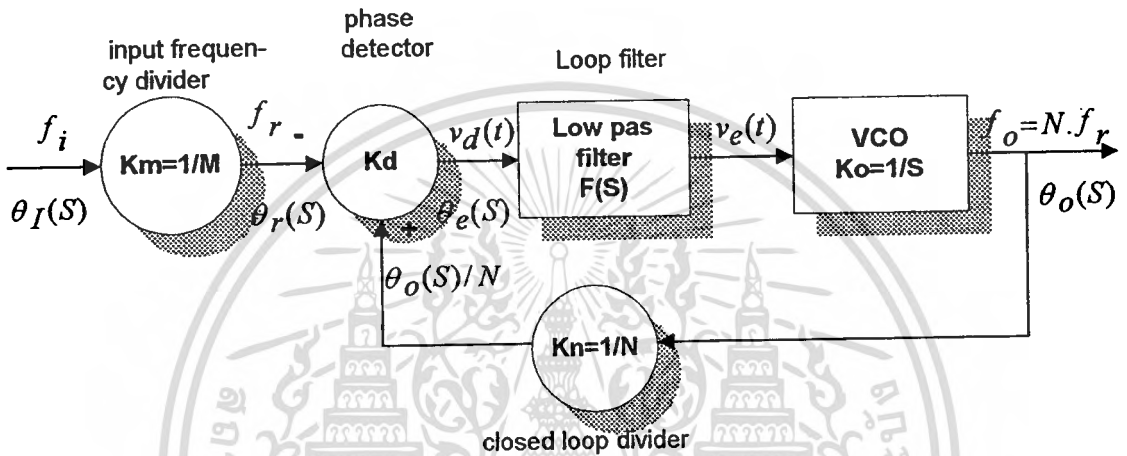 phase
detector
input frequen-
cy divider
Loop filter
f_i
θ_I(S)
Km=1/M
f_r -
θ_r(S)
Kd
+
v_d(t)
θ_e(S)
Low pas
filter
F(S)
v_e(t)
VCO
Ko=1/S
f_o=N.f_r
θ_o(S)
θ_o(S)/N
Kn=1/N
closed loop divider